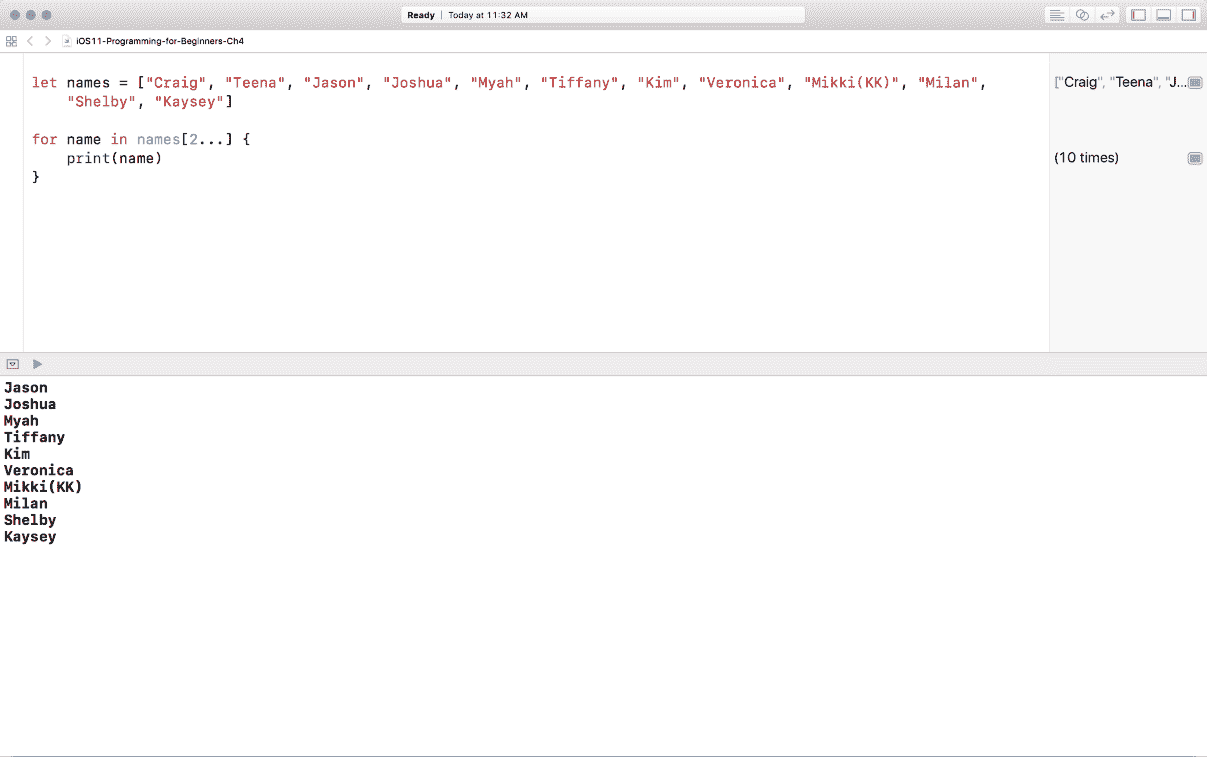 Ready | Today at 11:32 AM
iOS11-Programming-for-Beginners-Ch4
let names = ["Craig", "Teena", "Jason", "Joshua", "Myah", "Tiffany", "Kim", "Veronica", "Mikki(KK)", "Milan",
["Craig", "Teena", "J...
"Shelby", "Kaysey"]
for name in names[2...] {
print(name)
(10 times)
}
Jason
Joshua
Myah
Tiffany
Kim
Veronica
Mikki(KK)
Milan
Shelby
Kaysey